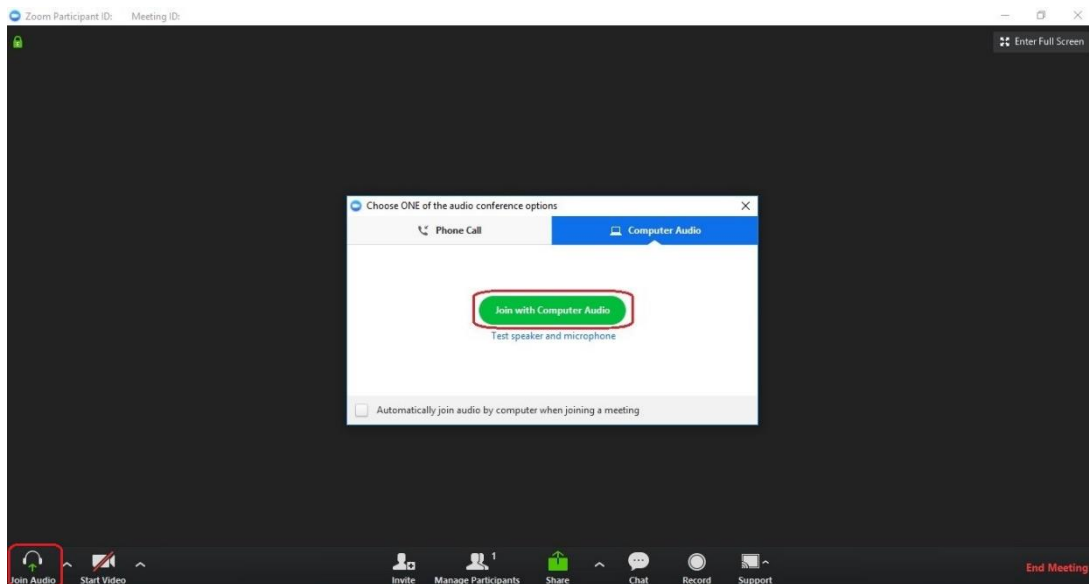 Zoom Participant ID: Meeting ID:
Enter Full Screen
Choose ONE of the audio conference options
Phone Call
Computer Audio
Join with Computer Audio
Test speaker and microphone
Automatically join audio by computer when joining a meeting
Join Audio
Start Video
Invite
Manage Participants
1
Share
Chat
Record
Support
End Meeting